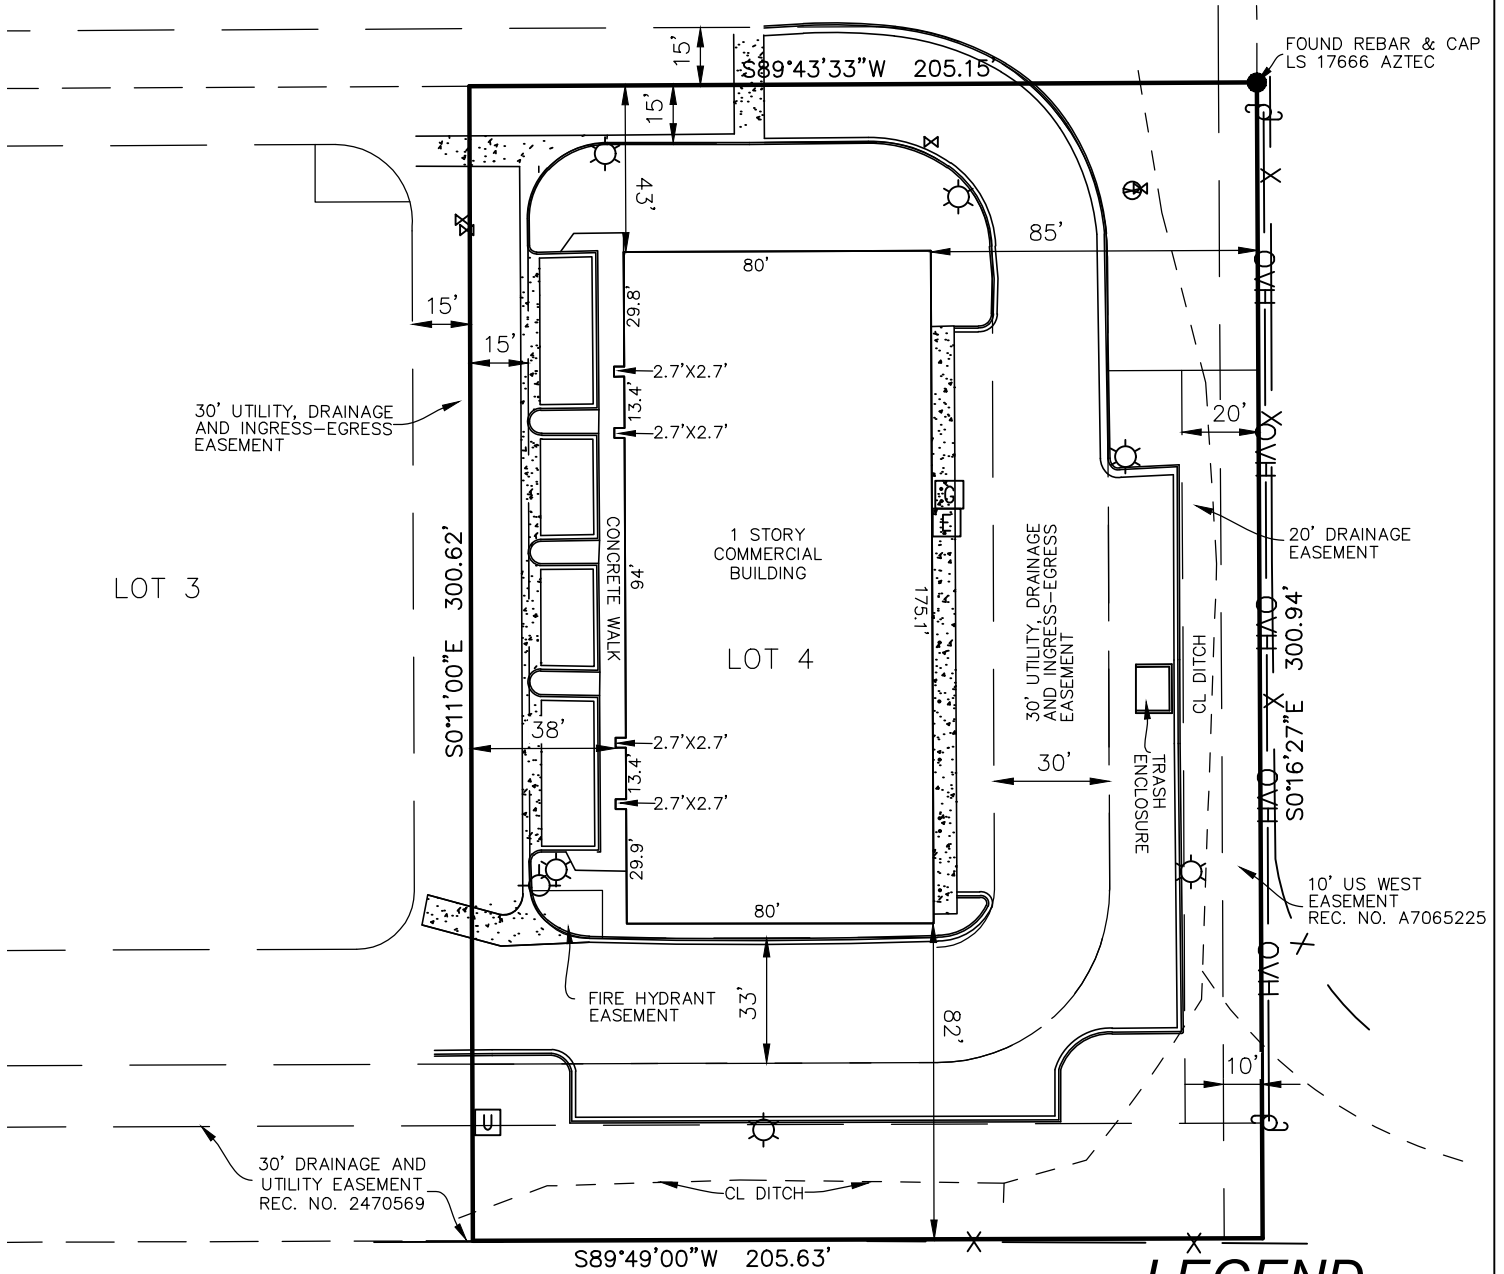 FOUND REBAR & CAP
LS 17666 AZTEC
15'
S89°43'33"W 205.15'
15'
43'
85'
80'
29.8'
OVH
15'
15'
2.7'X2.7'
13.4'
2.7'X2.7'
20'
30' UTILITY, DRAINAGE
AND INGRESS-EGRESS
EASEMENT
OVH
G
E
1 STORY
COMMERCIAL
BUILDING
20' DRAINAGE
EASEMENT
S0°11'00"E 300.62'
CONCRETE WALK
94'
175.1'
30' UTILITY, DRAINAGE
AND INGRESS-EGRESS
EASEMENT
LOT 3
LOT 4
CL DITCH
OVH
S0°16'27"E 300.94'
38'
2.7'X2.7'
13.4'
2.7'X2.7'
30'
TRASH
ENCLOSURE
OVH
29.9'
80'
10' US WEST
EASEMENT
REC. NO. A7065225
OVH
FIRE HYDRANT
EASEMENT
33'
82'
10'
U
30' DRAINAGE AND
UTILITY EASEMENT
REC. NO. 2470569
CL DITCH
S89°49'00"W 205.63'
LEGEND